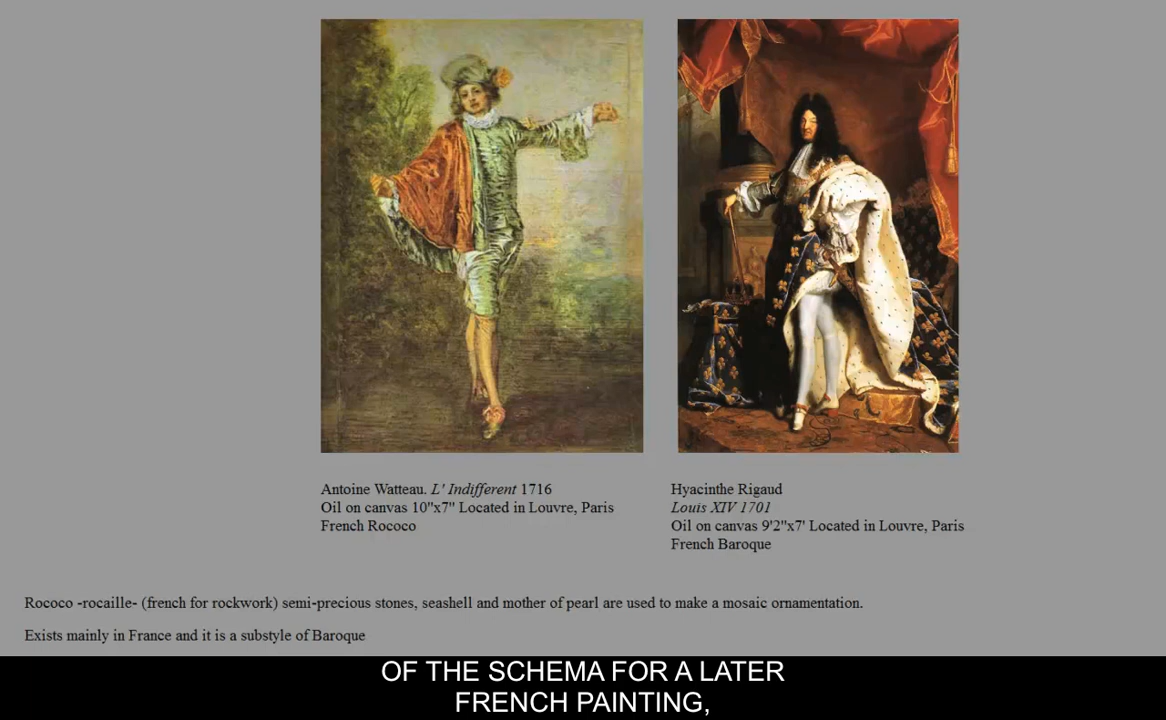 Antoine Watteau. L' Indifferent 1716
Oil on canvas 10"x7" Located in Louvre, Paris
French Rococo
Hyacinthe Rigaud
Louis XIV 1701
Oil on canvas 9'2"x7' Located in Louvre, Paris
French Baroque
Rococo -rocaille- (french for rockwork) semi-precious stones, seashell and mother of pearl are used to make a mosaic ornamentation.
Exists mainly in France and it is a substyle of Baroque
OF THE SCHEMA FOR A LATER
FRENCH PAINTING,